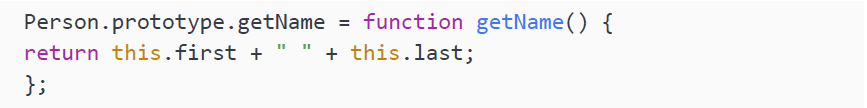 Person.prototype.getName = function getName() {
return this.first + " " + this.last;
};